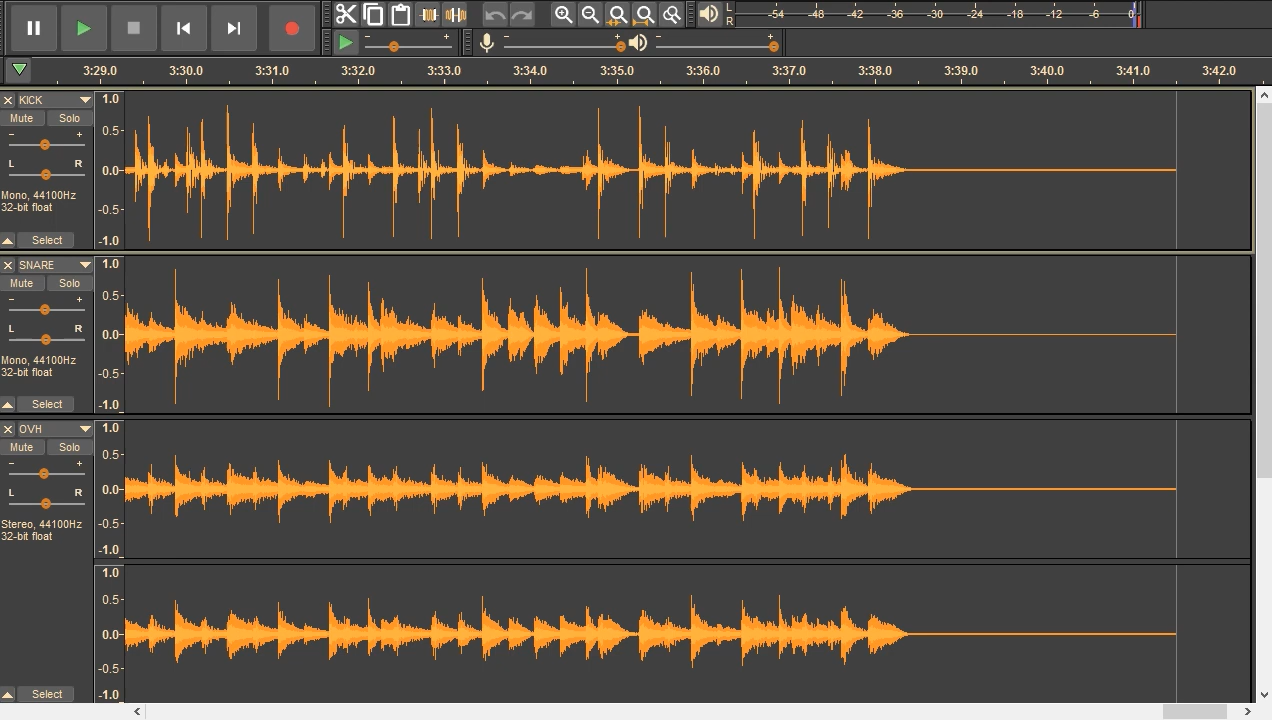 L
R
-54 -48 -42 -36 -30 -24 -18 -12 -6 0
- +
- +
- +
3:29.0 3:30.0 3:31.0 3:32.0 3:33.0 3:34.0 3:35.0 3:36.0 3:37.0 3:38.0 3:39.0 3:40.0 3:41.0 3:42.0
KICK
Mute Solo
- +
L R
Mono, 44100Hz
32-bit float
Select
1.0
0.5
0.0
-0.5
-1.0
SNARE
Mute Solo
- +
L R
Mono, 44100Hz
32-bit float
Select
1.0
0.5
0.0
-0.5
-1.0
OVH
Mute Solo
- +
L R
Stereo, 44100Hz
32-bit float
Select
1.0
0.5
0.0
-0.5
-1.0
1.0
0.5
0.0
-0.5
-1.0